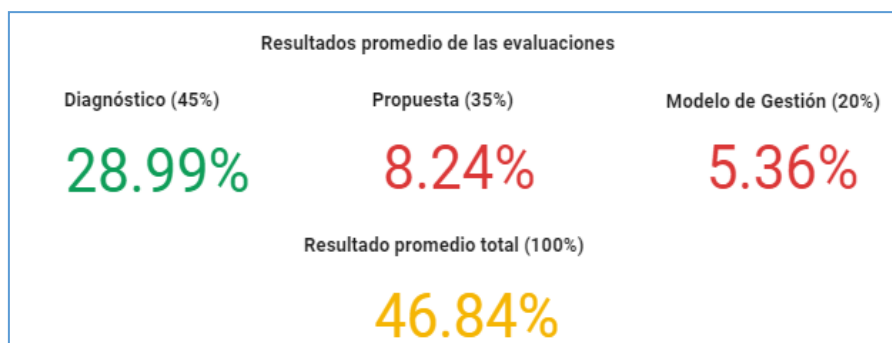 Resultados promedio de las evaluaciones
Diagnóstico (45%) Propuesta (35%) Modelo de Gestión (20%)
28.99% 8.24% 5.36%
Resultado promedio total (100%)
46.84%